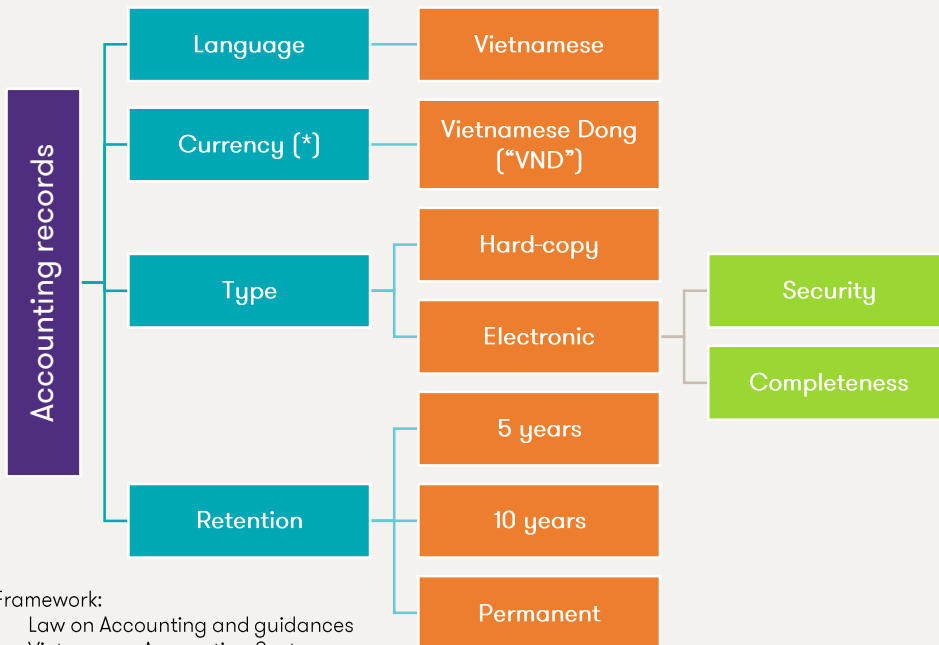 Accounting records
Language
Vietnamese
Currency (*)
Vietnamese Dong
(“VND”)
Type
Hard-copy
Electronic
Security
Completeness
Retention
5 years
10 years
Permanent
Framework:
Law on Accounting and guidances